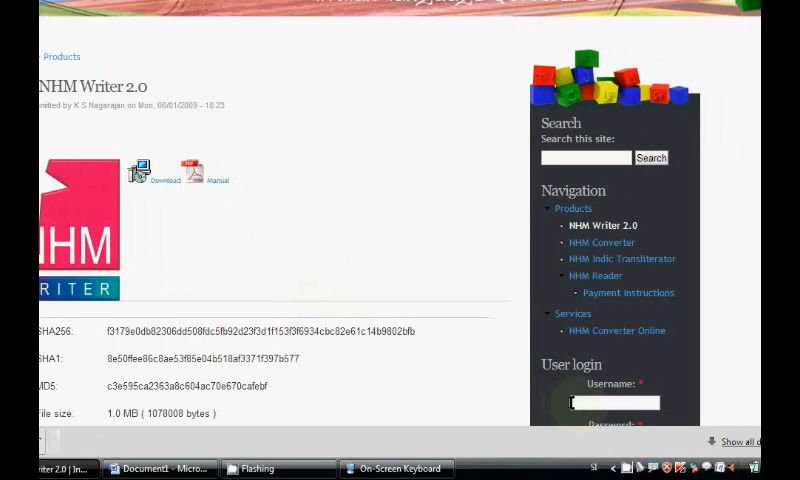 Products
NHM Writer 2.0
mitted by K S Nagarajan on Mon, 06/01/2009 - 18:23
Download
Manual
NHM
RITER
SHA256: f3179e0db82306dd508fdc5fb92d23f3d1f153f3f6934cbc82e61c14b9802bfb
SHA1: 8e50ffee86c8ae53f85e04b518af3371f397b577
MD5: c3e595ca2363a8c604ac70e670cafebf
File size: 1.0 MB ( 1078008 bytes )
Search
Search this site:
Search
Navigation
Products
NHM Writer 2.0
NHM Converter
NHM Indic Transliterator
NHM Reader
Payment Instructions
Services
NHM Converter Online
User login
Username: *
Password: *
Show all d
riter 2.0 | In...
Document1 - Micro...
Flashing
On-Screen Keyboard
SI